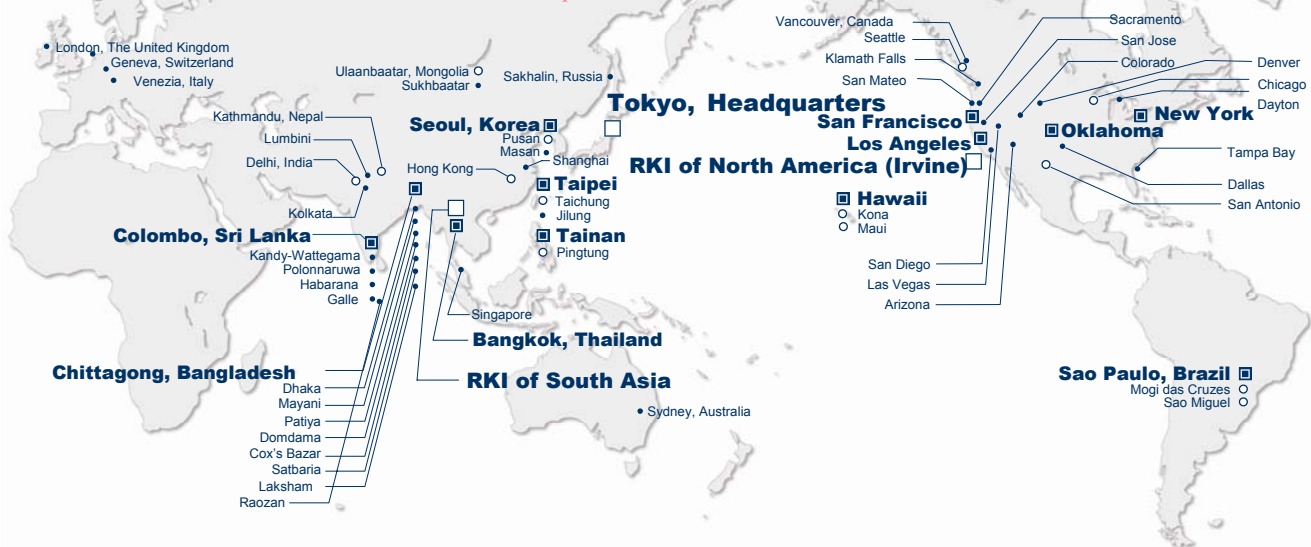 London, The United Kingdom
Geneva, Switzerland
Venezia, Italy
Ulaanbaatar, Mongolia
Sukhbaatar
Sakhalin, Russia
Kathmandu, Nepal
Lumbini
Delhi, India
Kolkata
Seoul, Korea
Pusan
Masan
Shanghai
Hong Kong
Tokyo, Headquarters
Taipei
Taichung
Jilung
Tainan
Pingtung
Colombo, Sri Lanka
Kandy-Wattegama
Polonnaruwa
Habarana
Galle
Singapore
Bangkok, Thailand
RKI of South Asia
Chittagong, Bangladesh
Dhaka
Mayani
Patiya
Domdama
Cox's Bazar
Satbaria
Laksham
Raozan
Sydney, Australia
Vancouver, Canada
Seattle
Klamath Falls
San Mateo
San Francisco
Los Angeles
RKI of North America (Irvine)
Hawaii
Kona
Maui
San Diego
Las Vegas
Arizona
Sacramento
San Jose
Colorado
Denver
Chicago
Dayton
New York
Oklahoma
Tampa Bay
Dallas
San Antonio
Sao Paulo, Brazil
Mogi das Cruzes
Sao Miguel